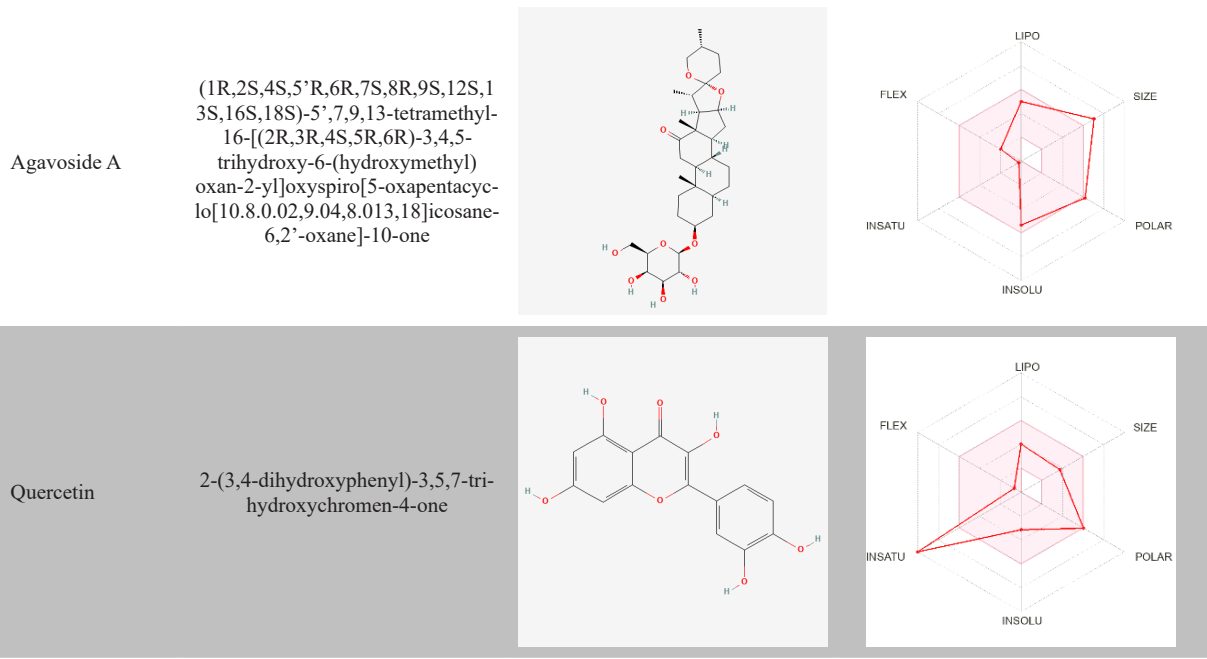 Agavoside A
(1R,2S,4S,5’R,6R,7S,8R,9S,12S,1
3S,16S,18S)-5’,7,9,13-tetramethyl-
16-[(2R,3R,4S,5R,6R)-3,4,5-
trihydroxy-6-(hydroxymethyl)
oxan-2-yl]oxyspiro[5-oxapentacyc-
lo[10.8.0.02,9.04,8.013,18]icosane-
6,2’-oxane]-10-one
O
O
H
H
O
H
H
H
H
H
O
O
O
H
O
O
H
O
H
O
H
LIPO
FLEX
SIZE
INSATU
POLAR
INSOLU
Quercetin
2-(3,4-dihydroxyphenyl)-3,5,7-tri-
hydroxychromen-4-one
H
O
O
H
O
H
O
O
O
H
O
H
LIPO
FLEX
SIZE
INSATU
POLAR
INSOLU